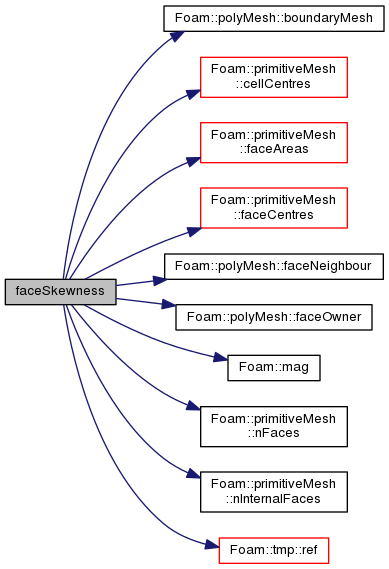 Foam::polyMesh::boundaryMesh
Foam::primitiveMesh
::cellCentres
Foam::primitiveMesh
::faceAreas
Foam::primitiveMesh
::faceCentres
Foam::polyMesh::faceNeighbour
faceSkewness
Foam::polyMesh::faceOwner
Foam::mag
Foam::primitiveMesh
::nFaces
Foam::primitiveMesh
::nInternalFaces
Foam::tmp::ref